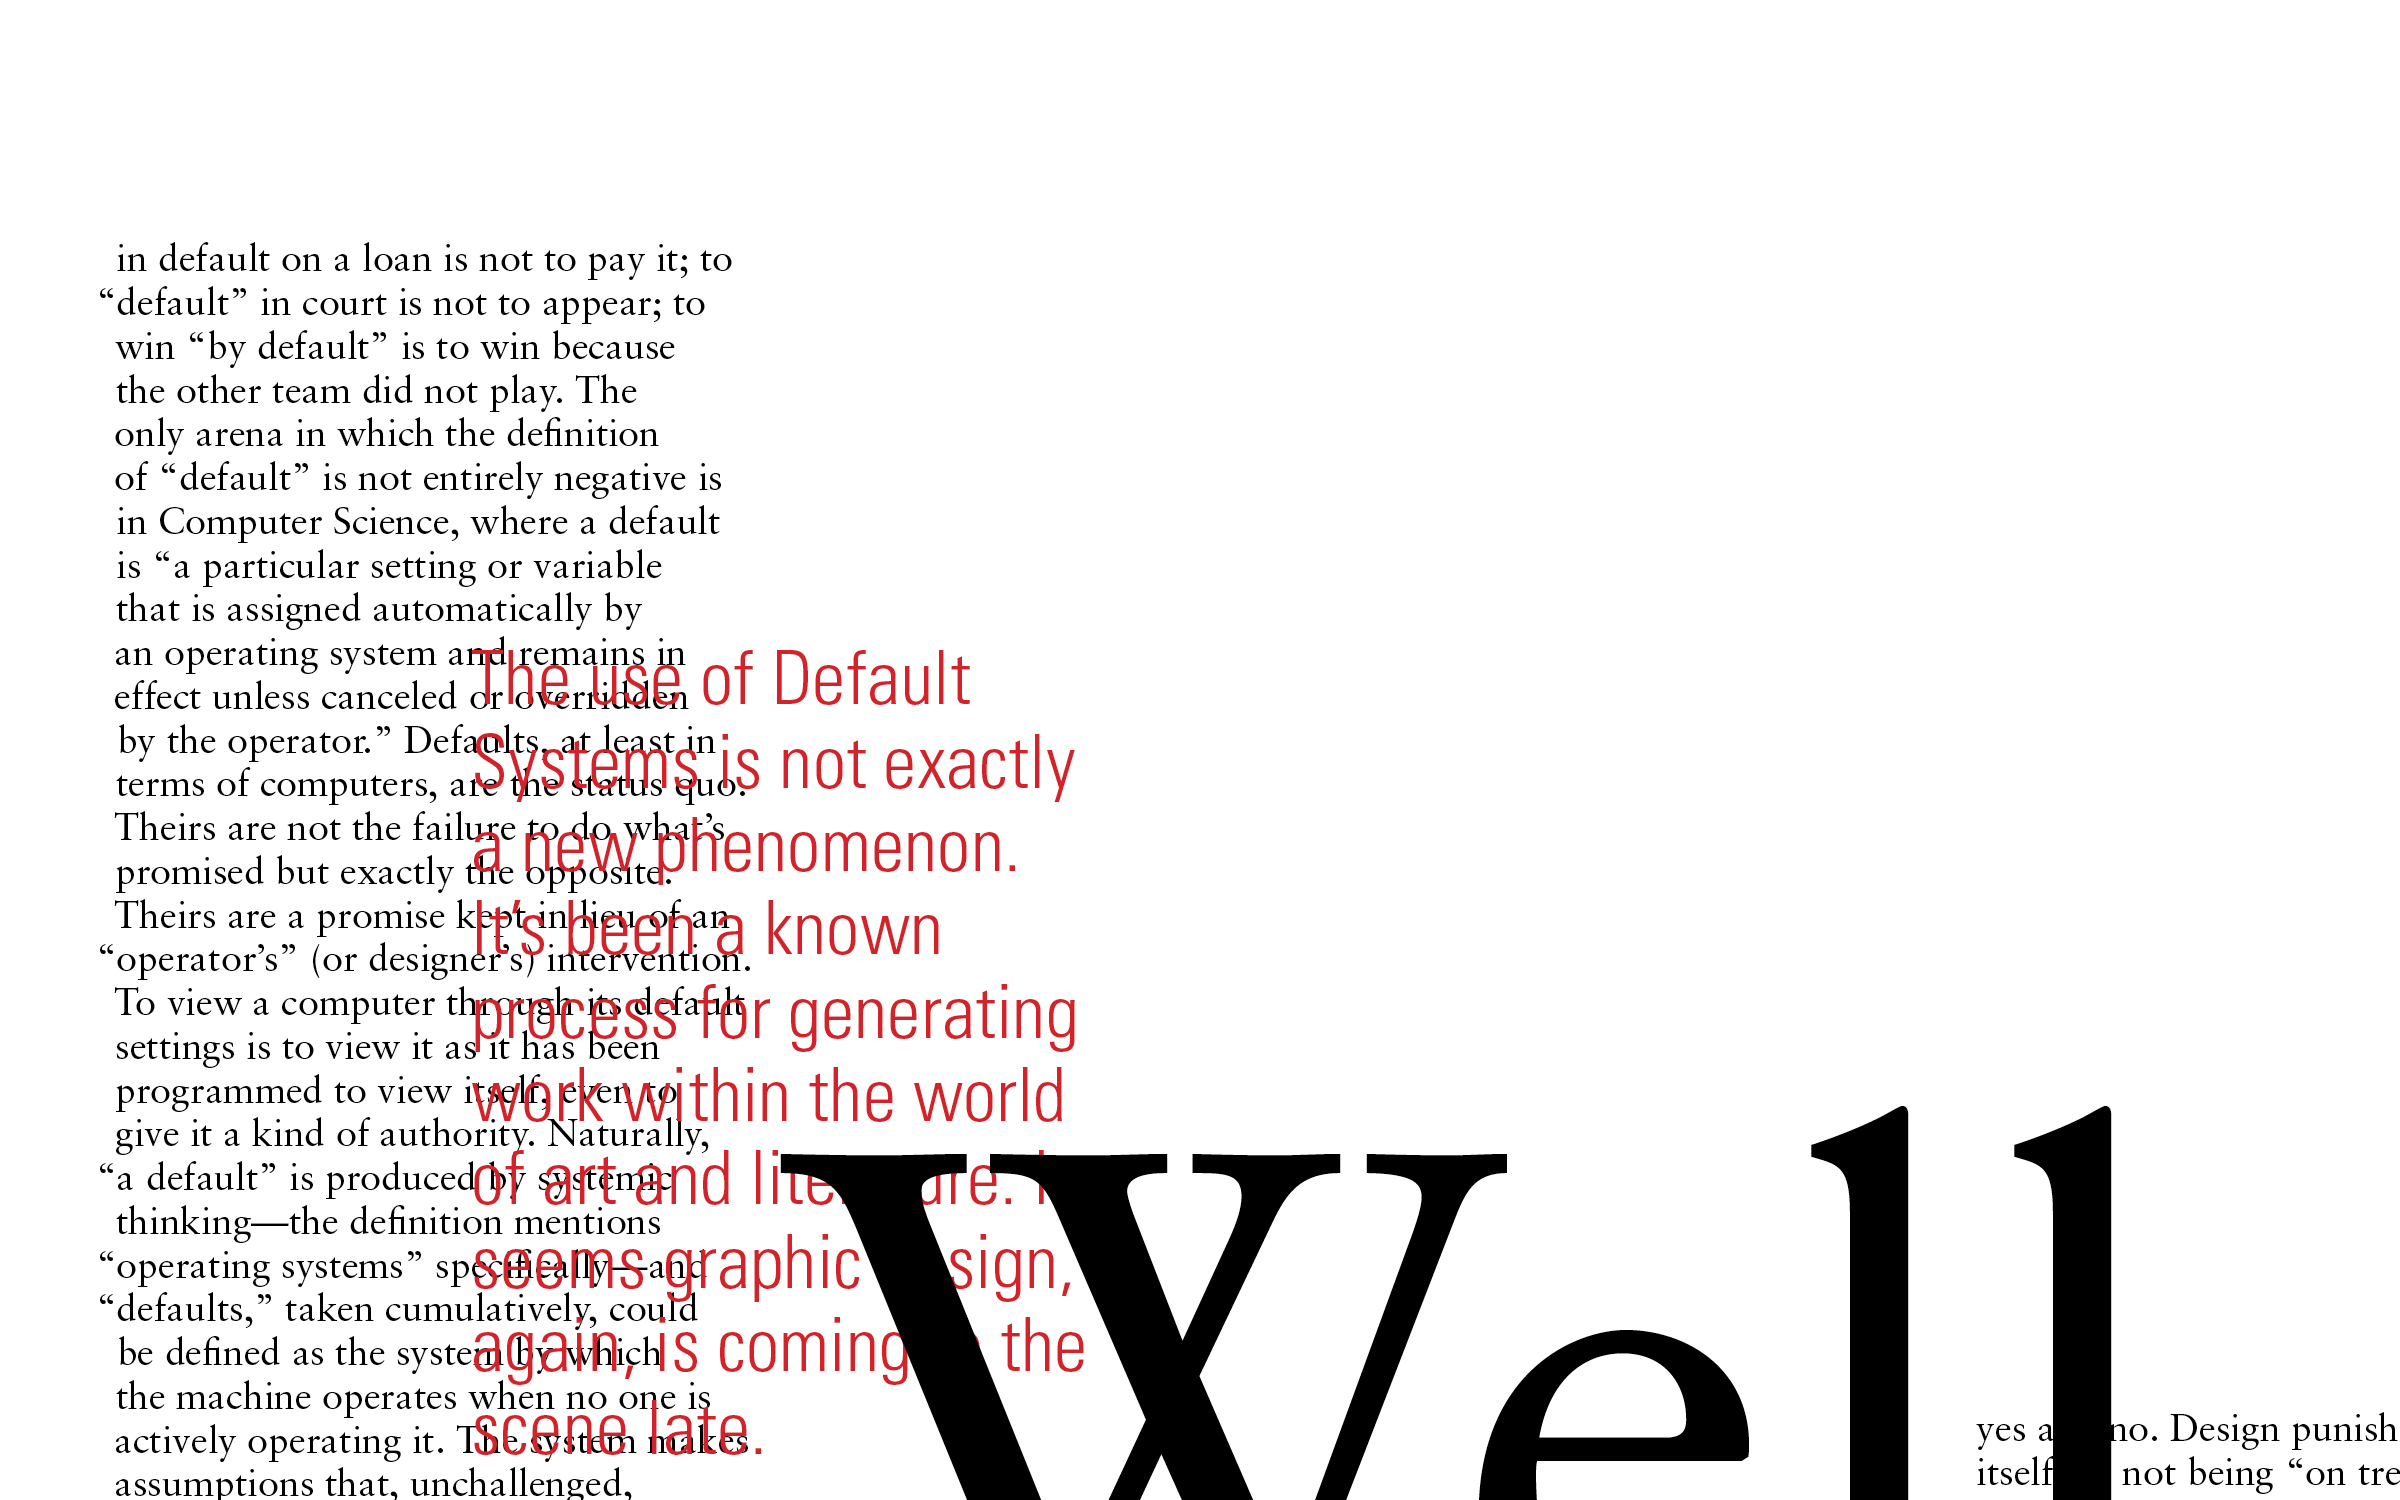 in default on a loan is not to pay it; to
“default” in court is not to appear; to
win “by default” is to win because
the other team did not play. The
only arena in which the definition
of “default” is not entirely negative is
in Computer Science, where a default
is “a particular setting or variable
that is assigned automatically by
an operating system and remains in
effect unless canceled or overridden
by the operator.” Defaults, at least in
terms of computers, are the status quo.
Theirs are not the failure to do what’s
promised but exactly the opposite.
Theirs are a promise kept in lieu of an
“operator’s” (or designer’s) intervention.
To view a computer through its default
settings is to view it as it has been
programmed to view itself, even to
give it a kind of authority. Naturally,
“a default” is produced by systemic
thinking—the definition mentions
“operating systems” specifically—and
“defaults,” taken cumulatively, could
be defined as the system by which
the machine operates when no one is
actively operating it. The system makes
assumptions that, unchallenged,
The use of Default
Systems is not exactly
a new phenomenon.
It’s been a known
process for generating
work within the world
of art and literature.
seems graphic design,
again, is coming the
scene late.
Well
yes no. Design punish
itself not being “on tre